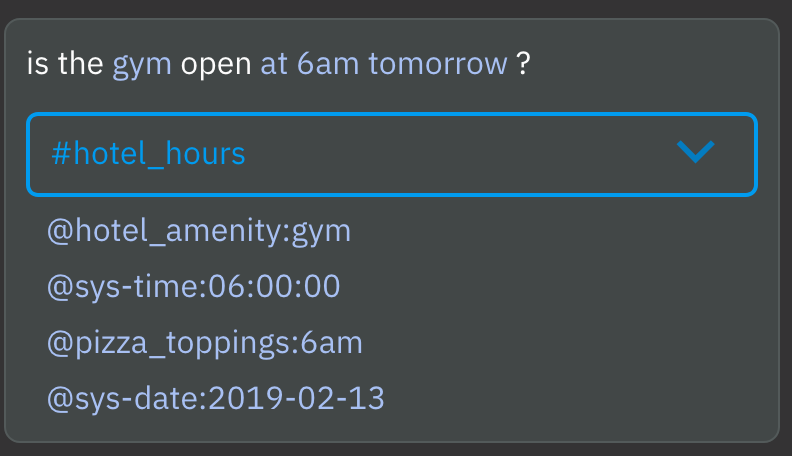 is the gym open at 6am tomorrow ?
#hotel_hours
@hotel_amenity:gym
@sys-time:06:00:00
@pizza_toppings:6am
@sys-date:2019-02-13